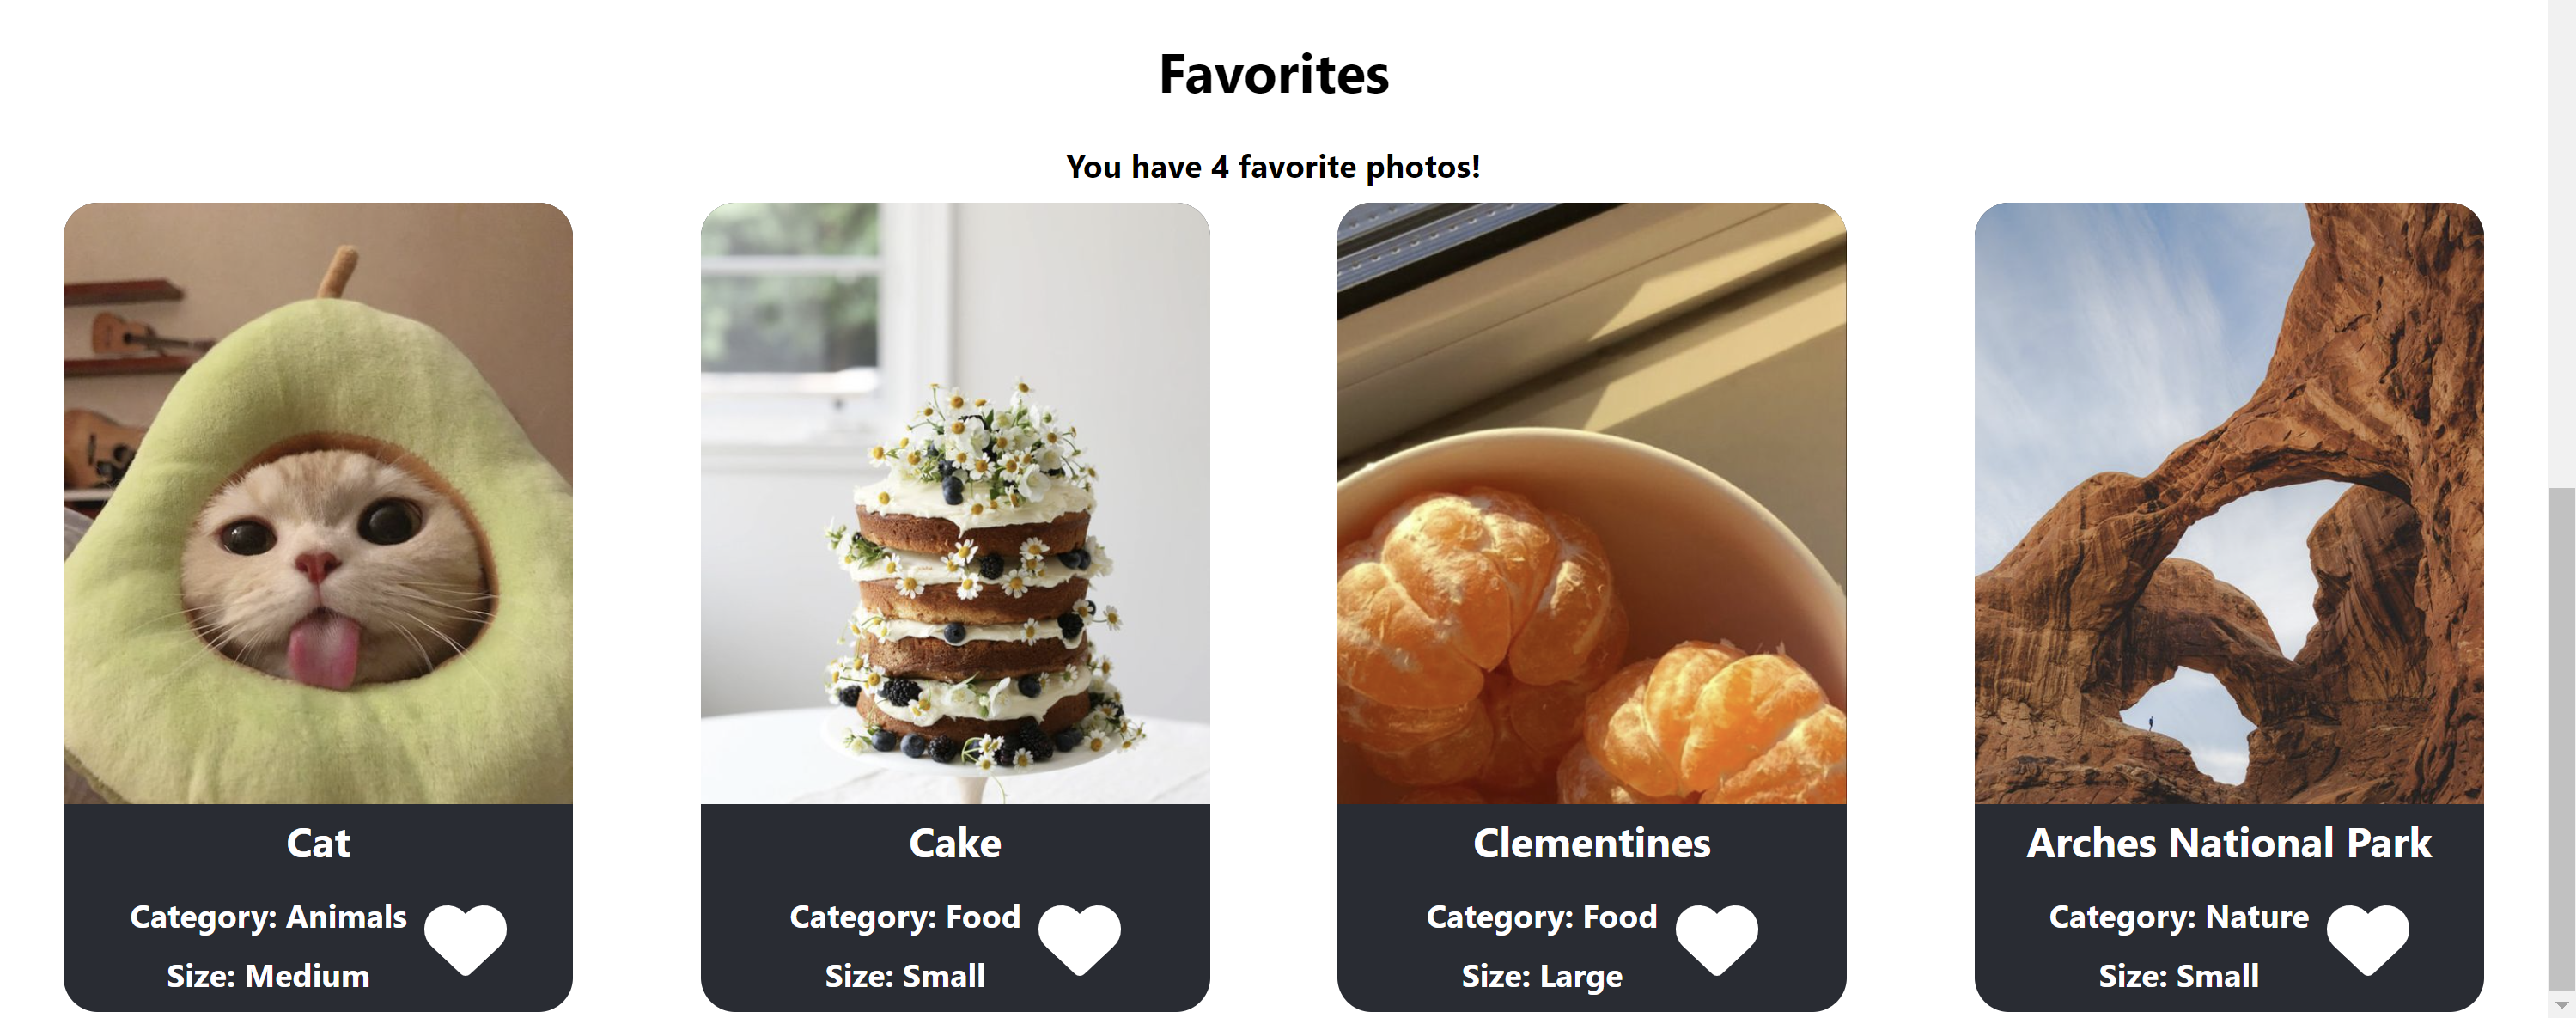 Favorites
You have 4 favorite photos!
Cat
Category: Animals
Size: Medium
Cake
Category: Food
Size: Small
Clementines
Category: Food
Size: Large
Arches National Park
Category: Nature
Size: Small